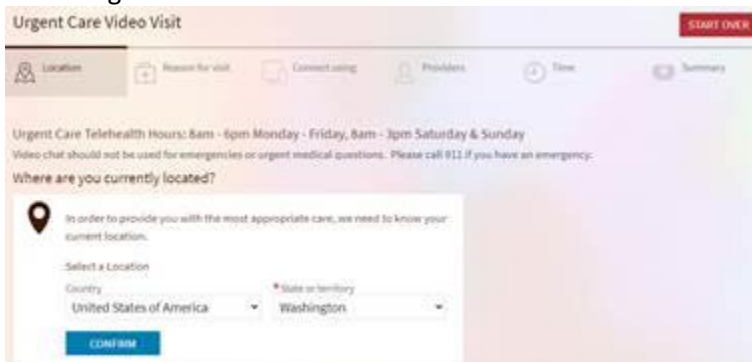 Urgent Care Video Visit
START OVER
Location
Reason for visit
Connect using
Providers
Time
Summary
Urgent Care Telehealth Hours: 8am - 6pm Monday - Friday, 8am - 3pm Saturday & Sunday
Video chat should not be used for emergencies or urgent medical questions. Please call 911 if you have an emergency.
Where are you currently located?
In order to provide you with the most appropriate care, we need to know your
current location.
Select a Location
Country
*State or territory
United States of America
Washington
CONFIRM